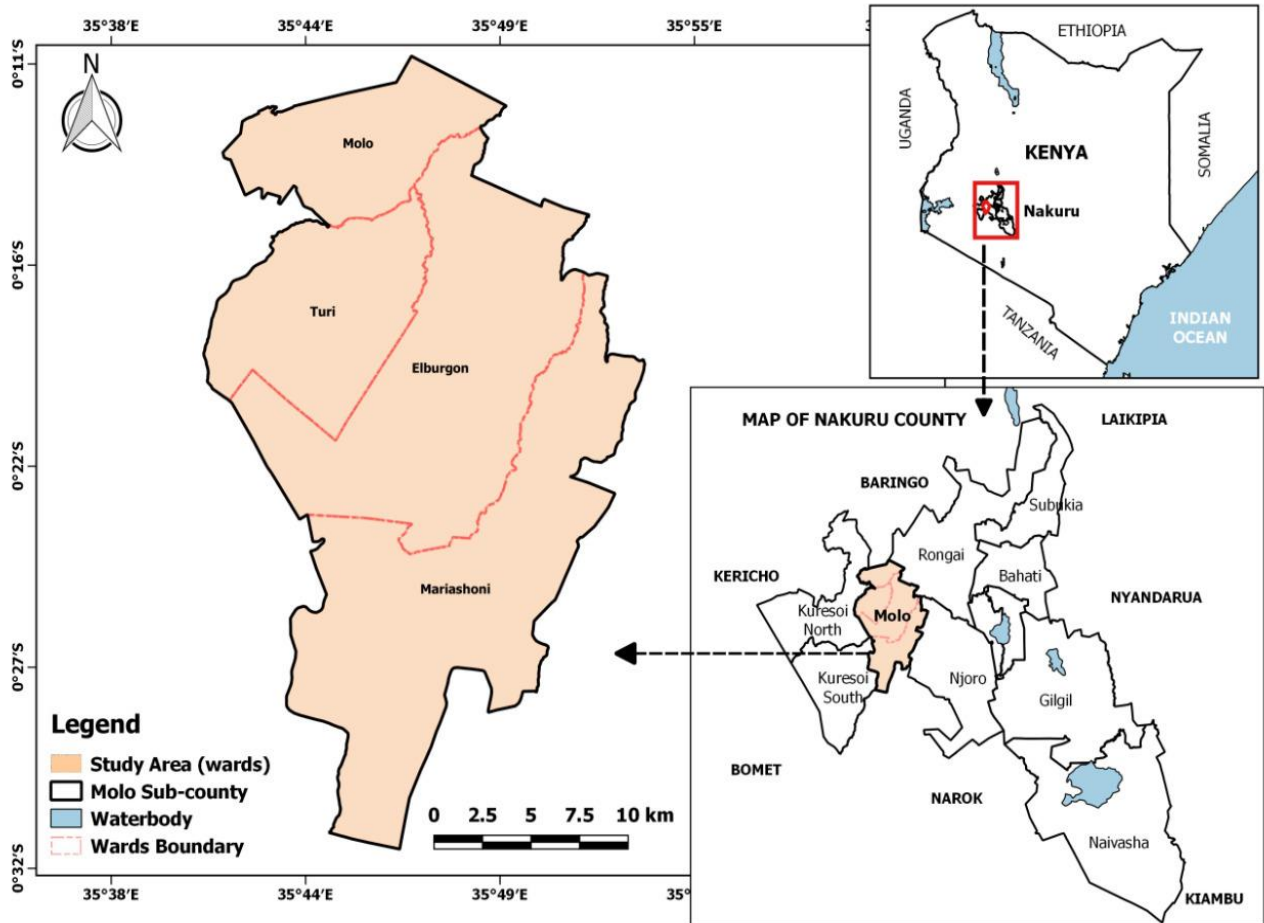 35°38'E
35°44'E
35°49'E
35°55'E
0°11'S
0°16'S
0°22'S
0°27'S
0°32'S
N
Molo
Turi
Elburgon
Mariashoni
Legend
Study Area (wards)
Molo Sub-county
Waterbody
Wards Boundary
0 2.5 5 7.5 10 km
35°38'E
35°44'E
35°49'E
ETHIOPIA
UGANDA
KENYA
SOMALIA
Nakuru
TANZANIA
INDIAN
OCEAN
MAP OF NAKURU COUNTY
LAIKIPIA
BARINGO
Subukia
Rongai
Bahati
KERICHO
NYANDARUA
Kuresoi
North
Molo
Kuresoi
South
Njoro
Gilgil
BOMET
NAROK
Naivasha
KIAMBU